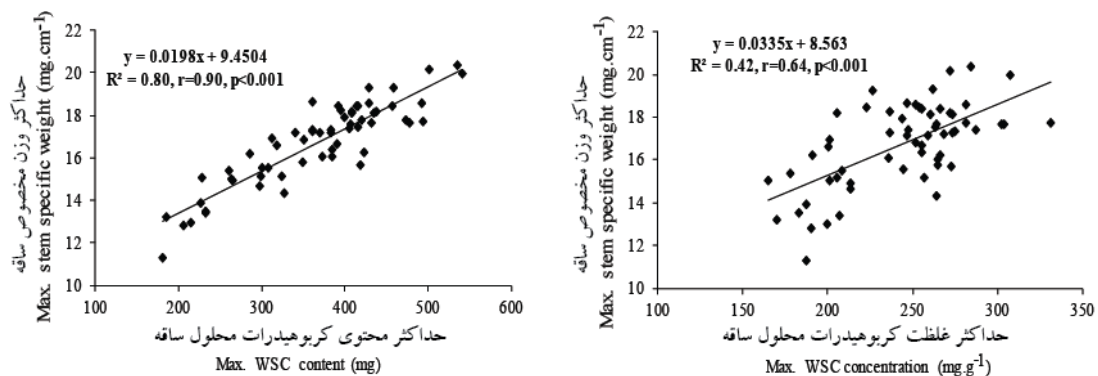 حداکثر وزن مخصوص ساقه
Max. stem specific weight (mg.cm⁻¹)
y = 0.0198x + 9.4504
R² = 0.80, r=0.90, p<0.001
22
20
18
16
14
12
10
100 200 300 400 500 600
حداکثر محتوی کربوهیدرات محلول ساقه
Max. WSC content (mg)
حداکثر وزن مخصوص ساقه
Max. stem specific weight (mg.cm⁻¹)
y = 0.0335x + 8.563
R² = 0.42, r=0.64, p<0.001
22
20
18
16
14
12
10
100 150 200 250 300 350
حداکثر غلظت کربوهیدرات محلول ساقه
Max. WSC concentration (mg.g⁻¹)